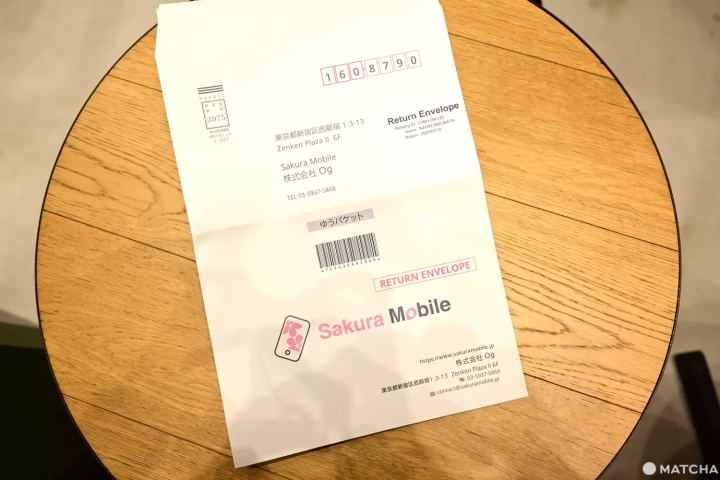 1608790
3975
Return Envelope
東京都新宿区西新宿 1-3-13
Zenken Plaza II 6F
Sakura Mobile
株式会社 Og
TEL 03-5937-5868
ゆうパケット
RETURN ENVELOPE
Sakura Mobile
https://www.sakuramobile.jp
株式会社 Og
東京都新宿区西新宿1-3-13 Zenken Plaza II 6F
03-5937-5869
contact@sakuramobile.jp
MATCHA